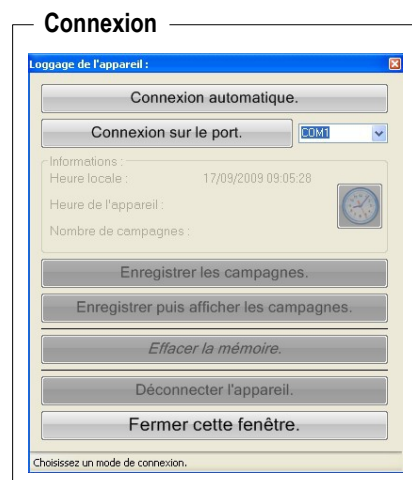 Connexion
Loggage de l'appareil :
Connexion automatique.
Connexion sur le port. COM1
Informations :
Heure locale : 17/09/2009 09:05:28
Heure de l'appareil :
Nombre de campagnes :
Enregistrer les campagnes.
Enregistrer puis afficher les campagnes.
Effacer la mémoire.
Déconnecter l'appareil.
Fermer cette fenêtre.
Choisissez un mode de connexion.